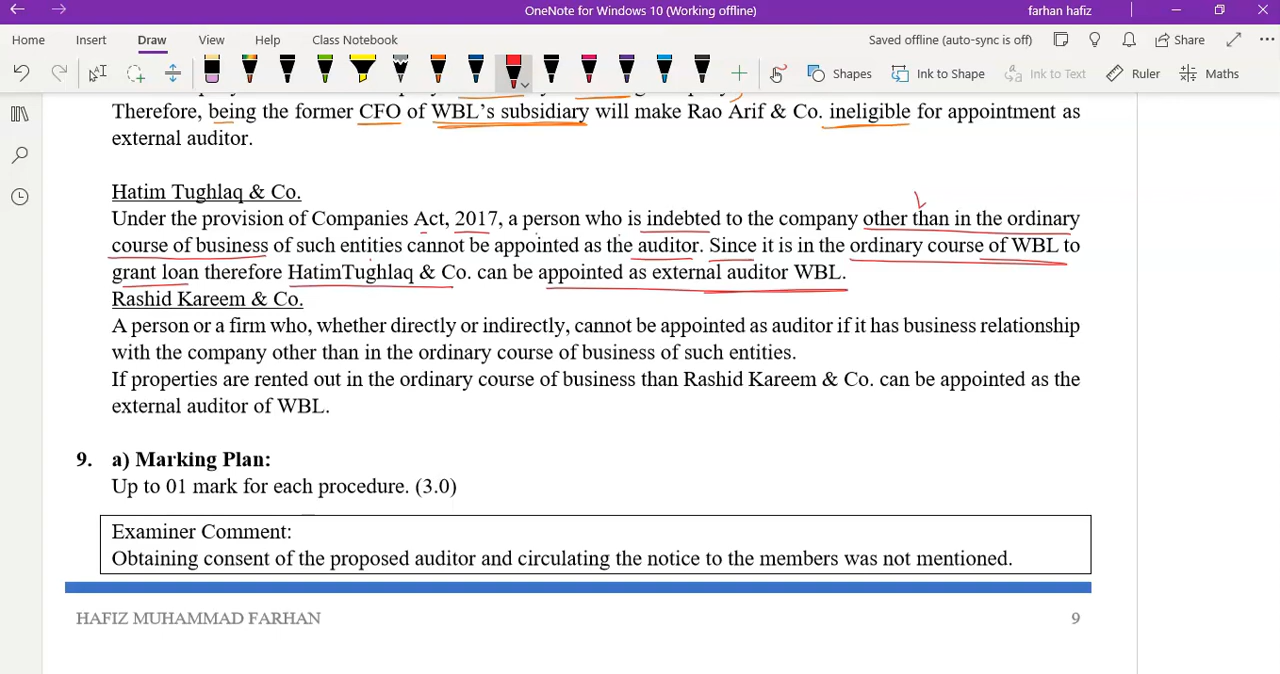 OneNote for Windows 10 (Working offline)
farhan hafiz
Home Insert Draw View Help Class Notebook
Saved offline (auto-sync is off) Share
Shapes Ink to Shape Ink to Text Ruler Maths
Therefore, being the former CFO of WBL's subsidiary will make Rao Arif & Co. ineligible for appointment as
external auditor.
Hatim Tughlaq & Co.
Under the provision of Companies Act, 2017, a person who is indebted to the company other than in the ordinary
course of business of such entities cannot be appointed as the auditor. Since it is in the ordinary course of WBL to
grant loan therefore HatimTughlaq & Co. can be appointed as external auditor WBL.
Rashid Kareem & Co.
A person or a firm who, whether directly or indirectly, cannot be appointed as auditor if it has business relationship
with the company other than in the ordinary course of business of such entities.
If properties are rented out in the ordinary course of business than Rashid Kareem & Co. can be appointed as the
external auditor of WBL.
9. a) Marking Plan:
Up to 01 mark for each procedure. (3.0)
Examiner Comment:
Obtaining consent of the proposed auditor and circulating the notice to the members was not mentioned.
HAFIZ MUHAMMAD FARHAN 9